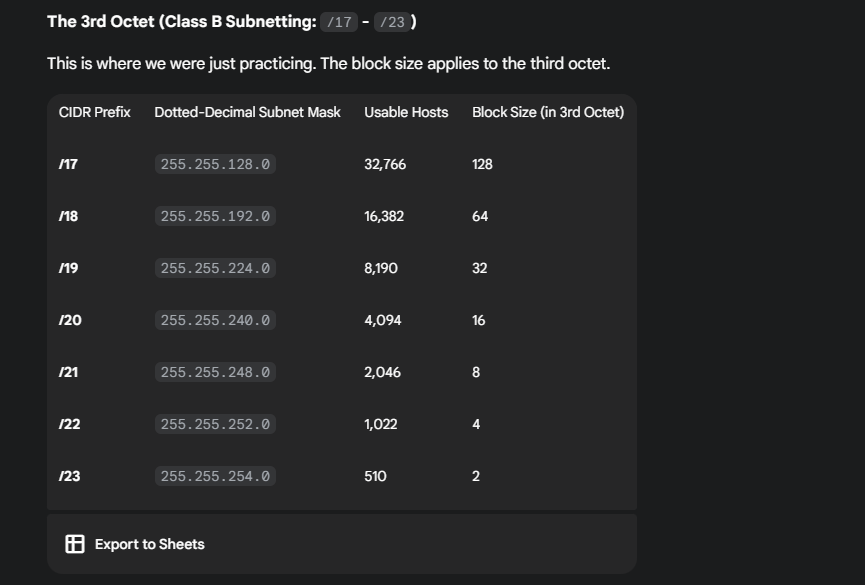 The 3rd Octet (Class B Subnetting: /17 - /23)
This is where we were just practicing. The block size applies to the third octet.
CIDR Prefix Dotted-Decimal Subnet Mask Usable Hosts Block Size (in 3rd Octet)
/17 255.255.128.0 32,766 128
/18 255.255.192.0 16,382 64
/19 255.255.224.0 8,190 32
/20 255.255.240.0 4,094 16
/21 255.255.248.0 2,046 8
/22 255.255.252.0 1,022 4
/23 255.255.254.0 510 2
Export to Sheets